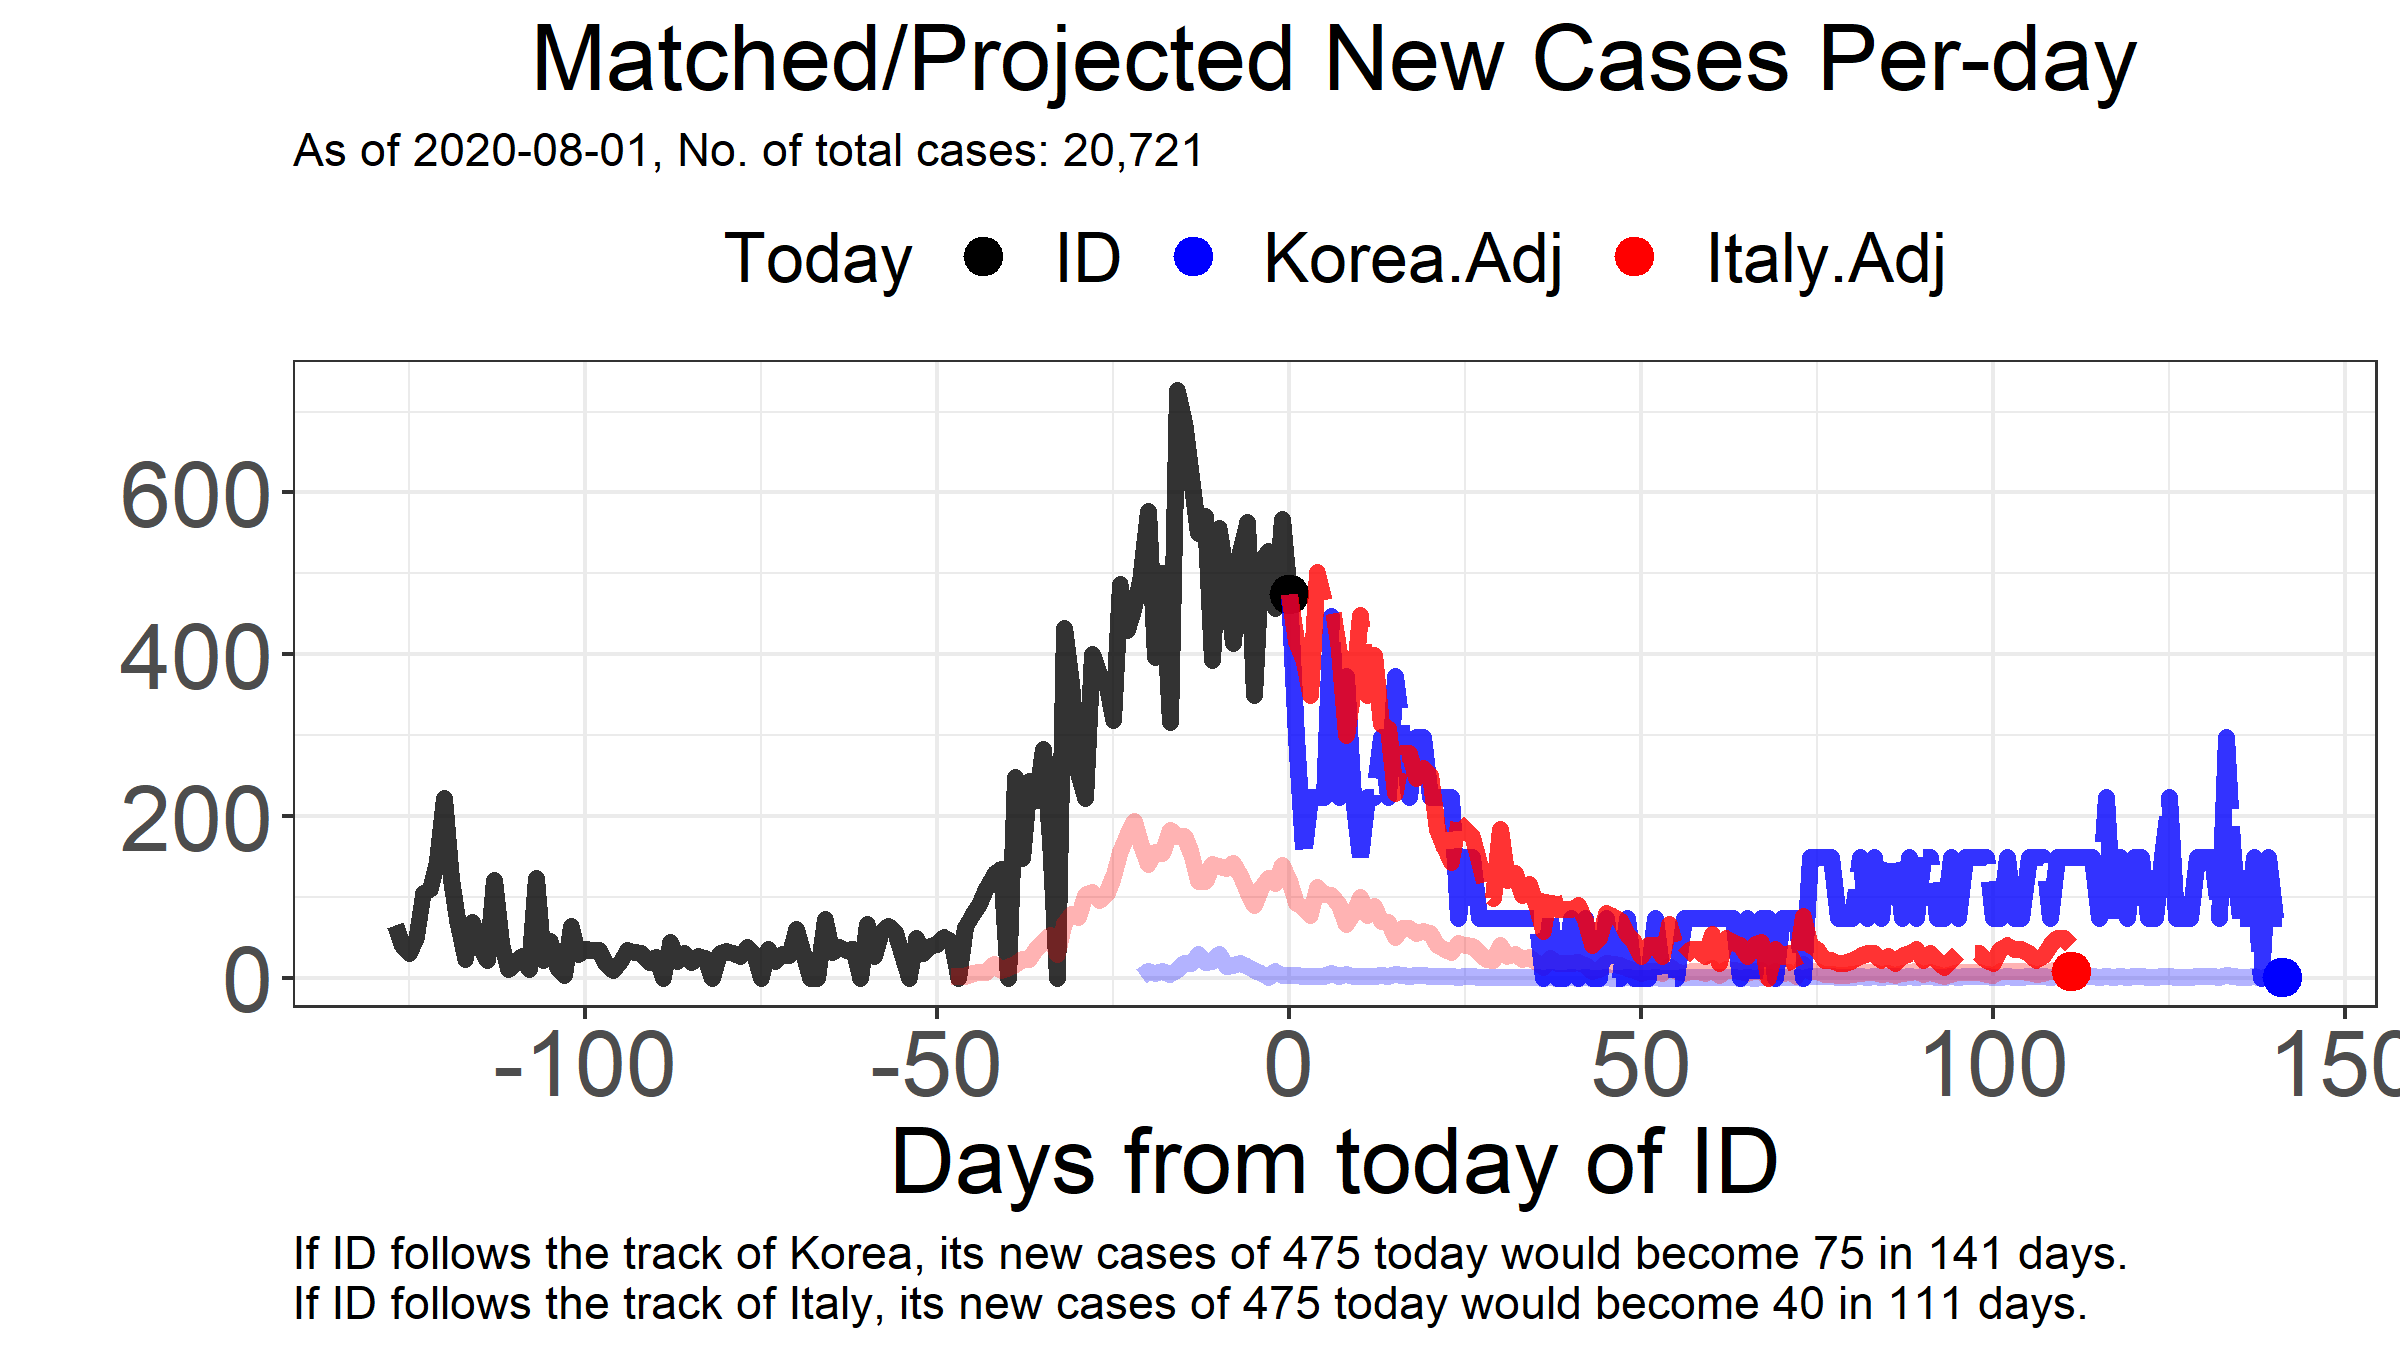 Matched/Projected New Cases Per-day
As of 2020-08-01, No. of total cases: 20,721
Today ID Korea.Adj Italy.Adj
600
400
200
0
-100 -50 0 50 100 150
Days from today of ID
If ID follows the track of Korea, its new cases of 475 today would become 75 in 141 days.
If ID follows the track of Italy, its new cases of 475 today would become 40 in 111 days.